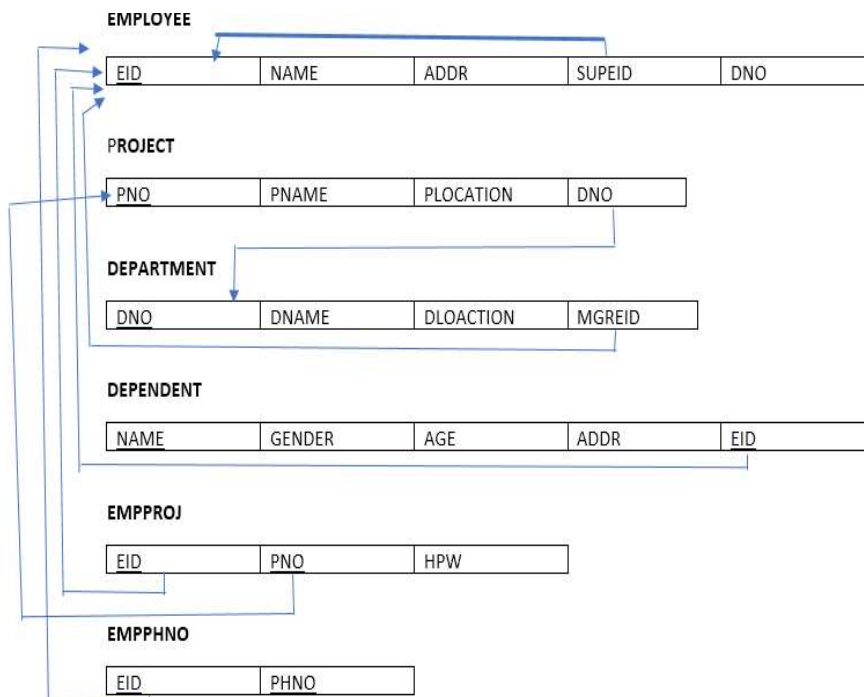 EMPLOYEE
EID NAME ADDR SUPEID DNO
PROJECT
PNO PNAME PLOCATION DNO
DEPARTMENT
DNO DNAME DLOACTION MGREID
DEPENDENT
NAME GENDER AGE ADDR EID
EMPPROJ
EID PNO HPW
EMPPHNO
EID PHNO